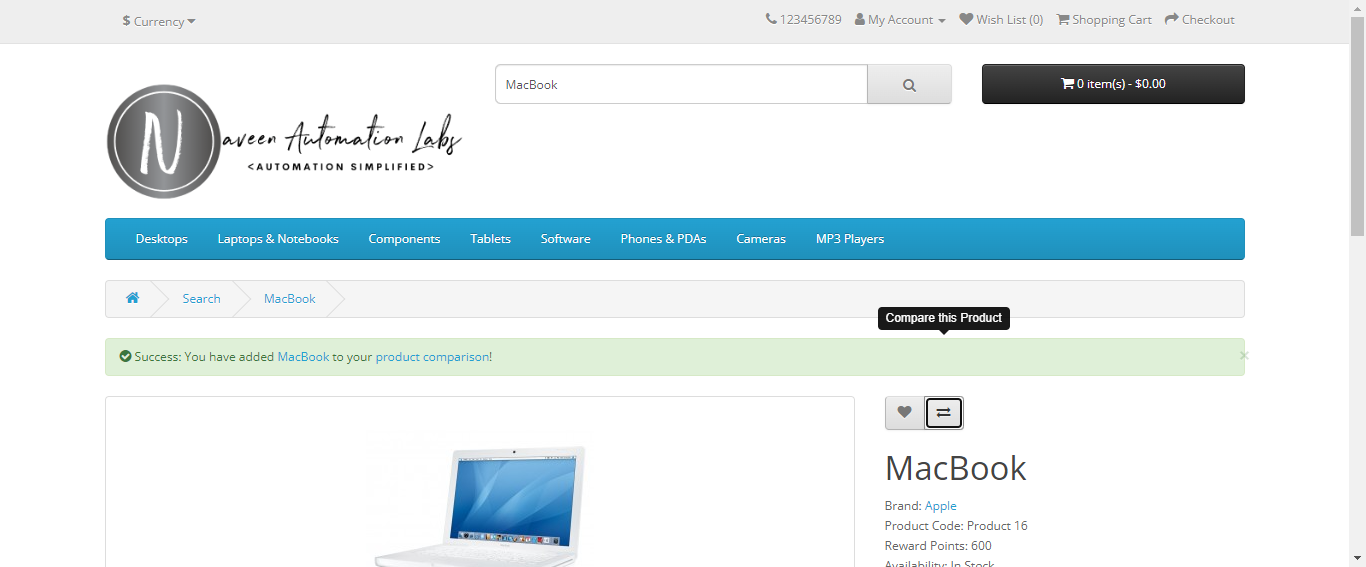 $ Currency
123456789 My Account Wish List (0) Shopping Cart Checkout
N aveen Automation Labs
<AUTOMATION SIMPLIFIED>
MacBook
0 item(s) - $0.00
Desktops Laptops & Notebooks Components Tablets Software Phones & PDAs Cameras MP3 Players
Search MacBook
Compare this Product
Success: You have added MacBook to your product comparison! ×
MacBook
Brand: Apple
Product Code: Product 16
Reward Points: 600
Availability: In Stock